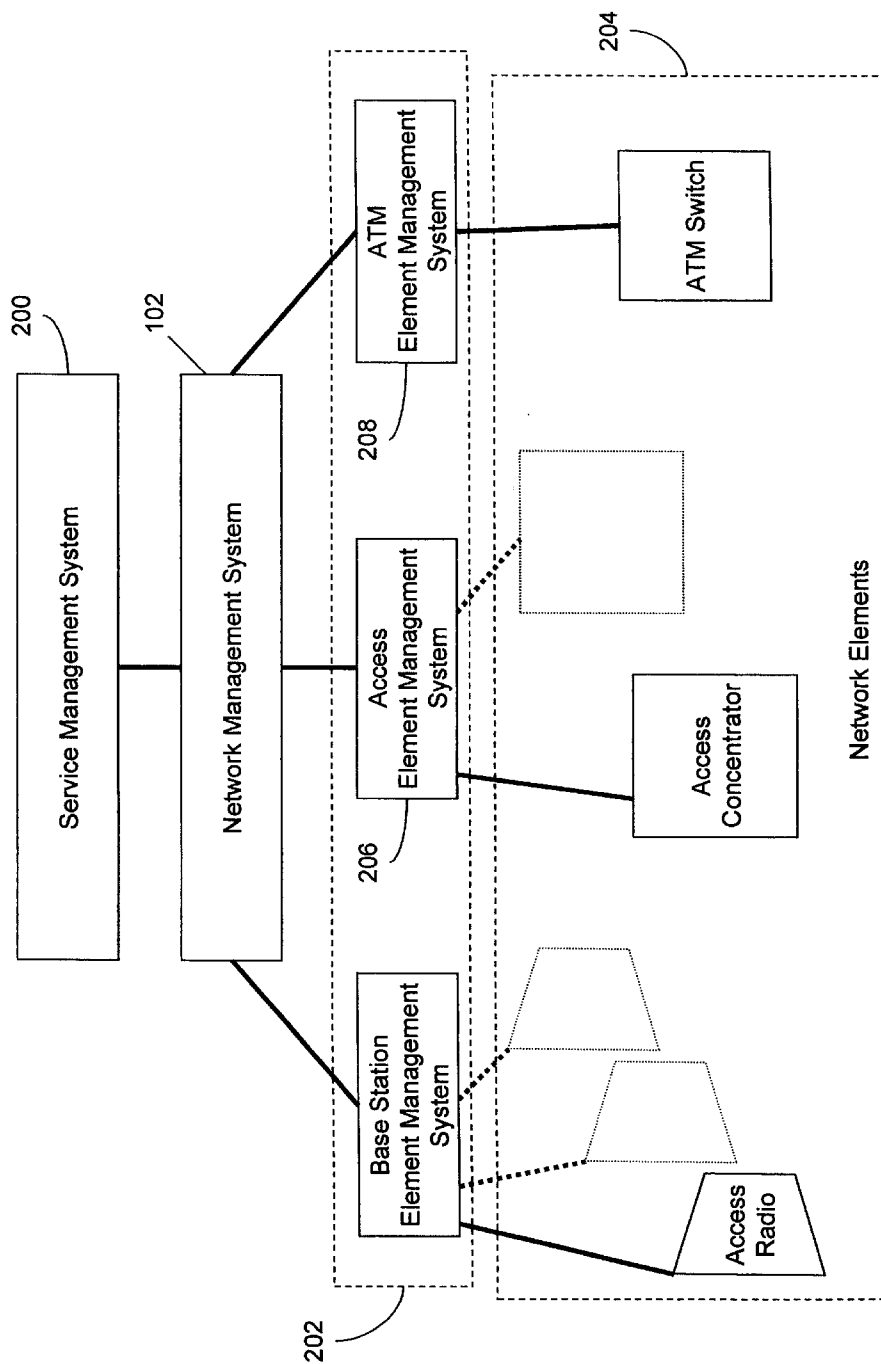 200
Service Management System
102
Network Management System
202
Base Station
Element Management
System
206
Access
Element Management
System
208
ATM
Element Management
System
204
Access
Radio
Access
Concentrator
ATM Switch
Network Elements